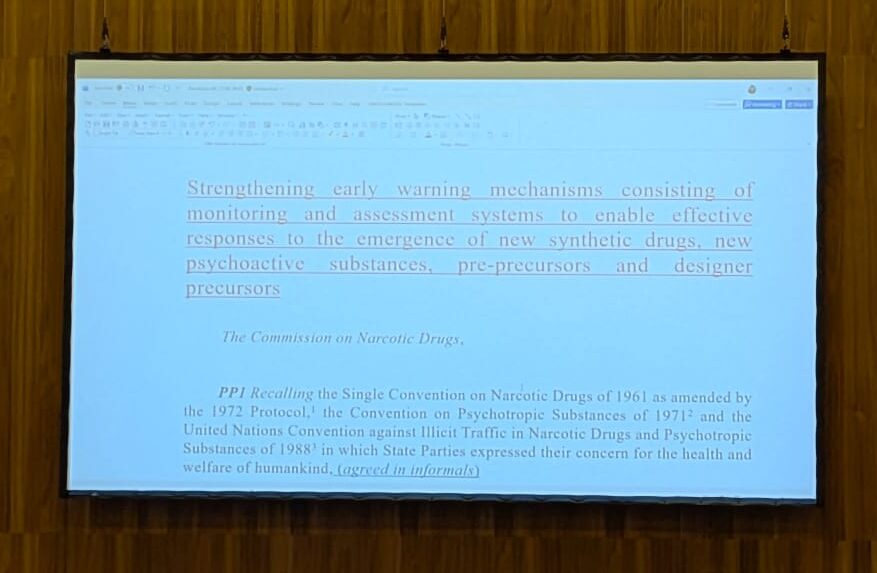 Strengthening early warning mechanisms consisting of
monitoring and assessment systems to enable effective
responses to the emergence of new synthetic drugs, new
psychoactive substances, pre-precursors and designer
precursors
The Commission on Narcotic Drugs,
PP1 Recalling the Single Convention on Narcotic Drugs of 1961 as amended by
the 1972 Protocol,¹ the Convention on Psychotropic Substances of 1971² and the
United Nations Convention against Illicit Traffic in Narcotic Drugs and Psychotropic
Substances of 1988³ in which State Parties expressed their concern for the health and
welfare of humankind, (agreed in informals)